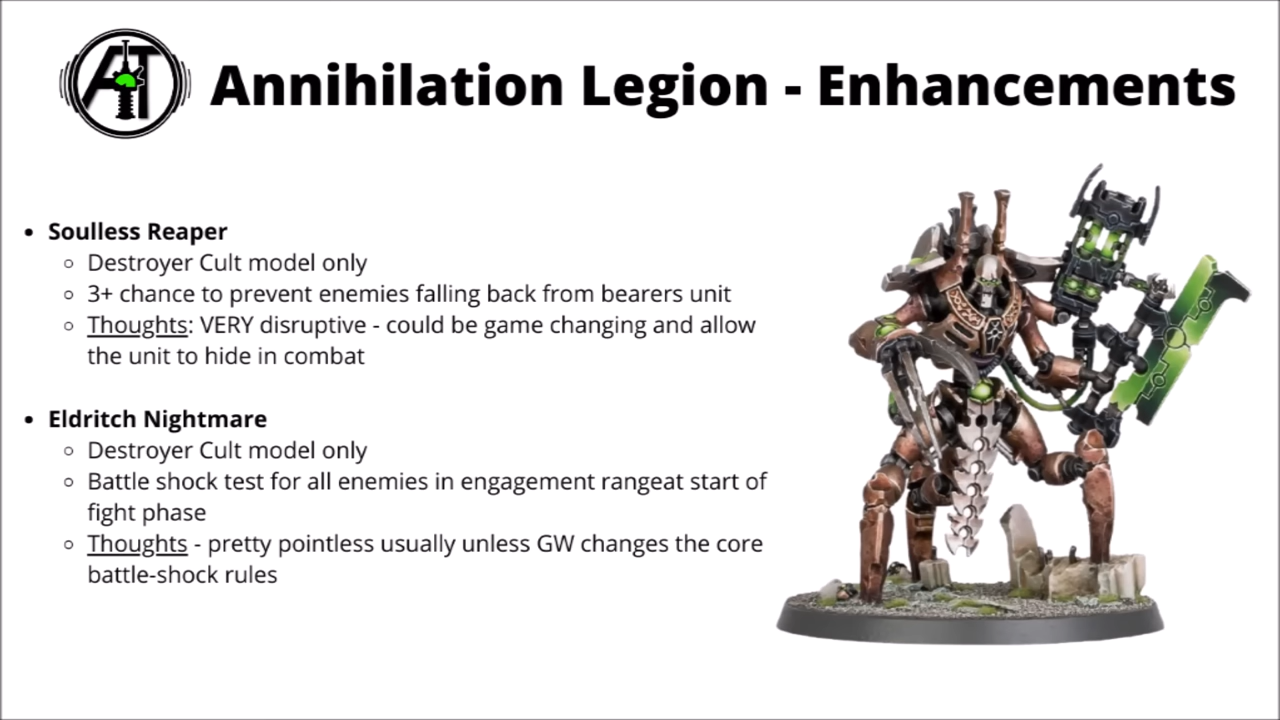 AT
Annihilation Legion - Enhancements
• Soulless Reaper
◦ Destroyer Cult model only
◦ 3+ chance to prevent enemies falling back from bearers unit
◦ Thoughts: VERY disruptive - could be game changing and allow
the unit to hide in combat
• Eldritch Nightmare
◦ Destroyer Cult model only
◦ Battle shock test for all enemies in engagement rangeat start of
fight phase
◦ Thoughts - pretty pointless usually unless GW changes the core
battle-shock rules